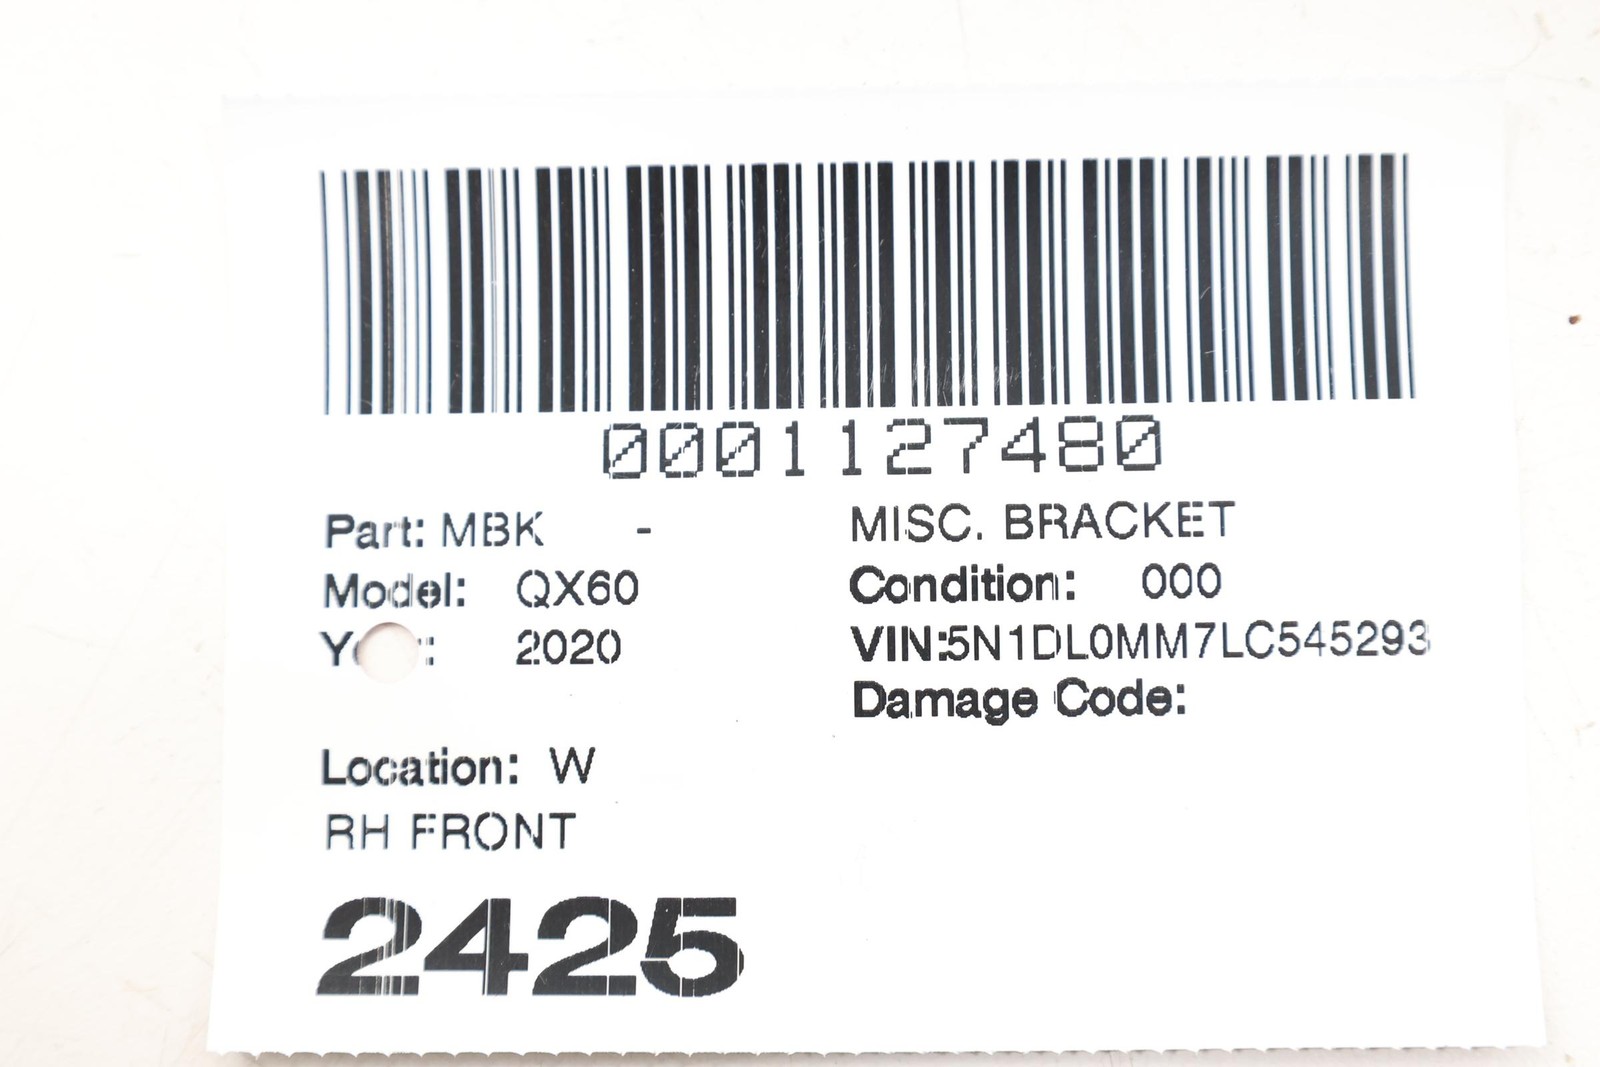 0001127480
Part: MBK - MISC. BRACKET
Model: QX60 Condition: 000
2020 VIN:5N1DL0MM7LC545293
Damage Code:
Location: W
RH FRONT
2425